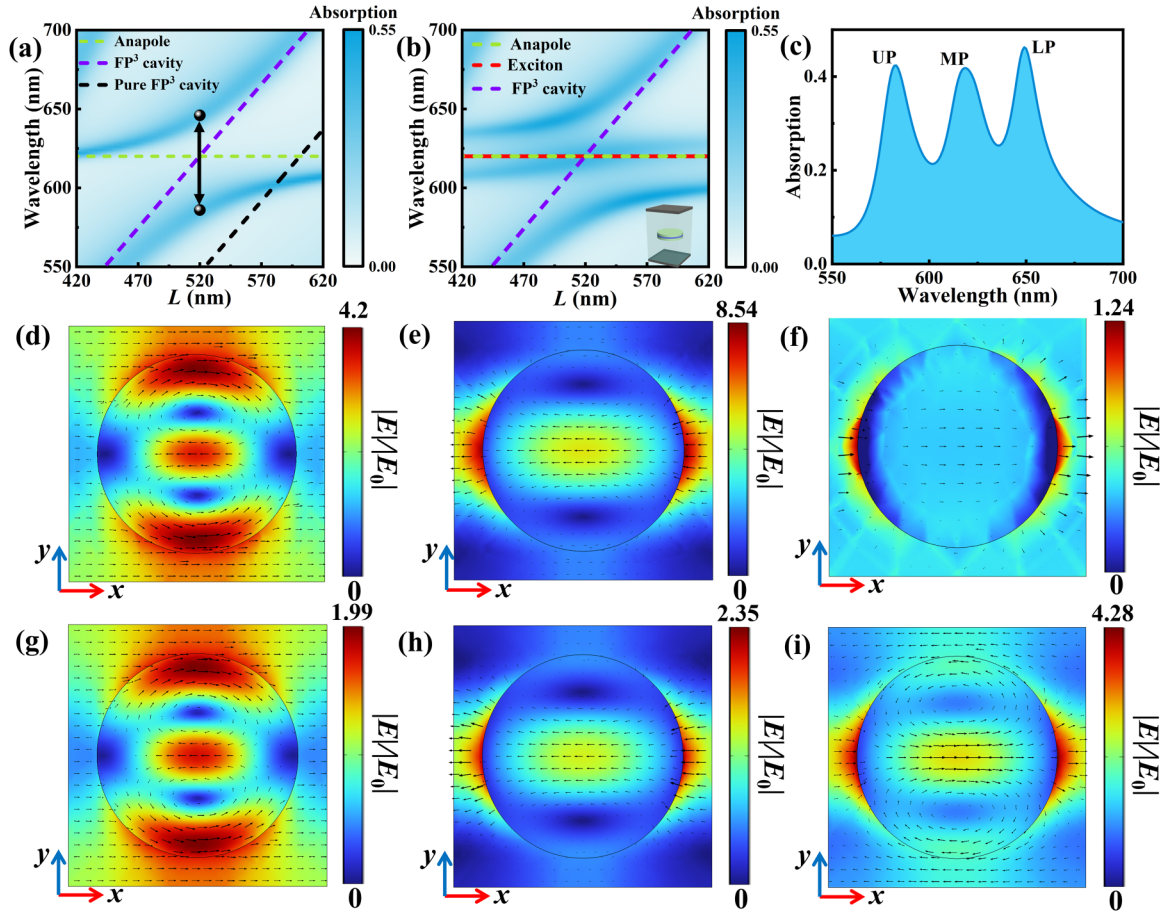 (a)
Absorption
700
650
600
550
Wavelength (nm)
Anapole
FP³ cavity
Pure FP³ cavity
420 470 520 570 620
L (nm)
0.55
0.00
(b)
Absorption
700
650
600
550
Wavelength (nm)
Anapole
Exciton
FP³ cavity
420 470 520 570 620
L (nm)
0.55
0.00
(c)
UP MP LP
0.4
0.2
0.0
Absorption
550 600 650 700
Wavelength (nm)
(d)
4.2
|E|/|E₀|
0
y
x
(e)
8.54
|E|/|E₀|
0
y
x
(f)
1.24
|E|/|E₀|
0
y
x
(g)
1.99
|E|/|E₀|
0
y
x
(h)
2.35
|E|/|E₀|
0
y
x
(i)
4.28
|E|/|E₀|
0
y
x